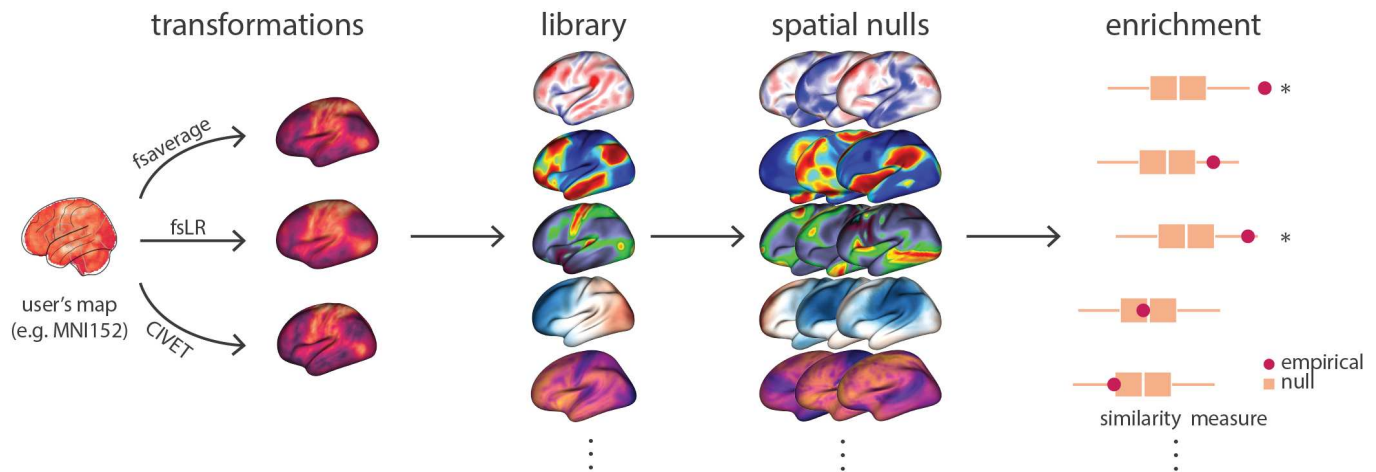 transformations
library
spatial nulls
enrichment
fsaverage
fsLR
CIVET
user's map
(e.g. MNI152)
*
*
empirical
null
similarity measure